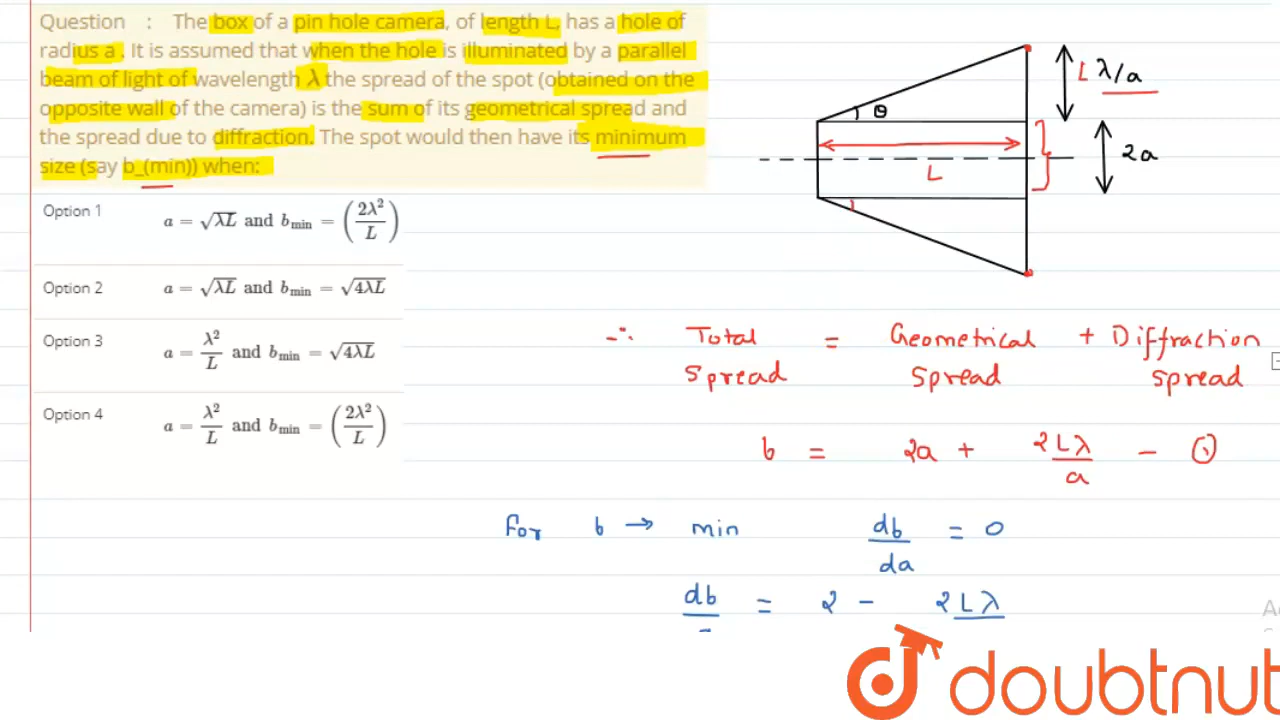 Question : The box of a pin hole camera, of length L, has a hole of
radius a . It is assumed that when the hole is illuminated by a parallel
beam of light of wavelength λ the spread of the spot (obtained on the
opposite wall of the camera) is the sum of its geometrical spread and
the spread due to diffraction. The spot would then have its minimum
size (say b_(min)) when:
Option 1 a = √λL and b_min = (2λ²/L)
Option 2 a = √λL and b_min = √4λL
Option 3 a = λ²/L and b_min = √4λL
Option 4 a = λ²/L and b_min = (2λ²/L)
θ
L λ/a
2a
L
∴ Total Spread = Geometrical Spread + Diffraction Spread
b = 2a + 2Lλ/a - ①
for b → min db/da = 0
db = 2 - 2Lλ
doubtnut